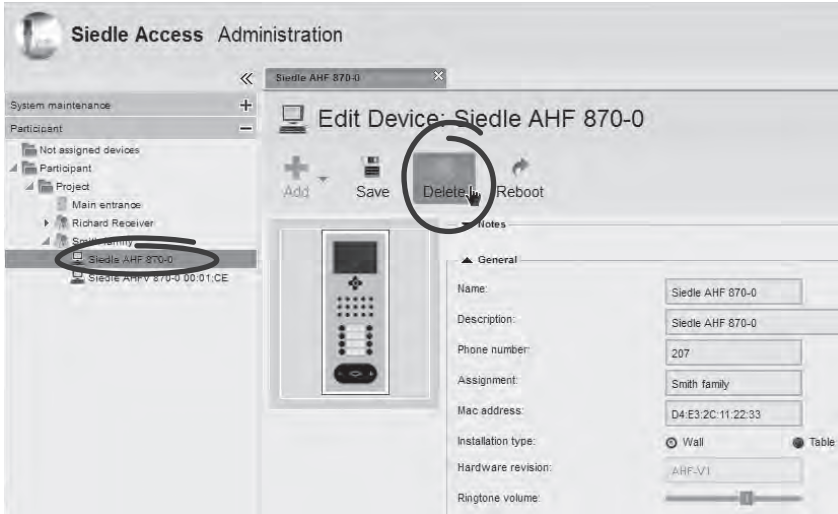 Siedle Access Administration
Siedle AHF 870-0
System maintenance
Participant
Not assigned devices
Participant
Project
Main entrance
Richard Receiver
Smith family
Siedle AHF 870-0
Siedle AHFV 870-0 00:01:CE
Edit Device: Siedle AHF 870-0
Add Save Delete Reboot
Notes
General
Name: Siedle AHF 870-0
Description: Siedle AHF 870-0
Phone number: 207
Assignment: Smith family
Mac address: D4:E3:2C:11:22:33
Installation type: Wall Table
Hardware revision: AHF-V1
Ringtone volume: